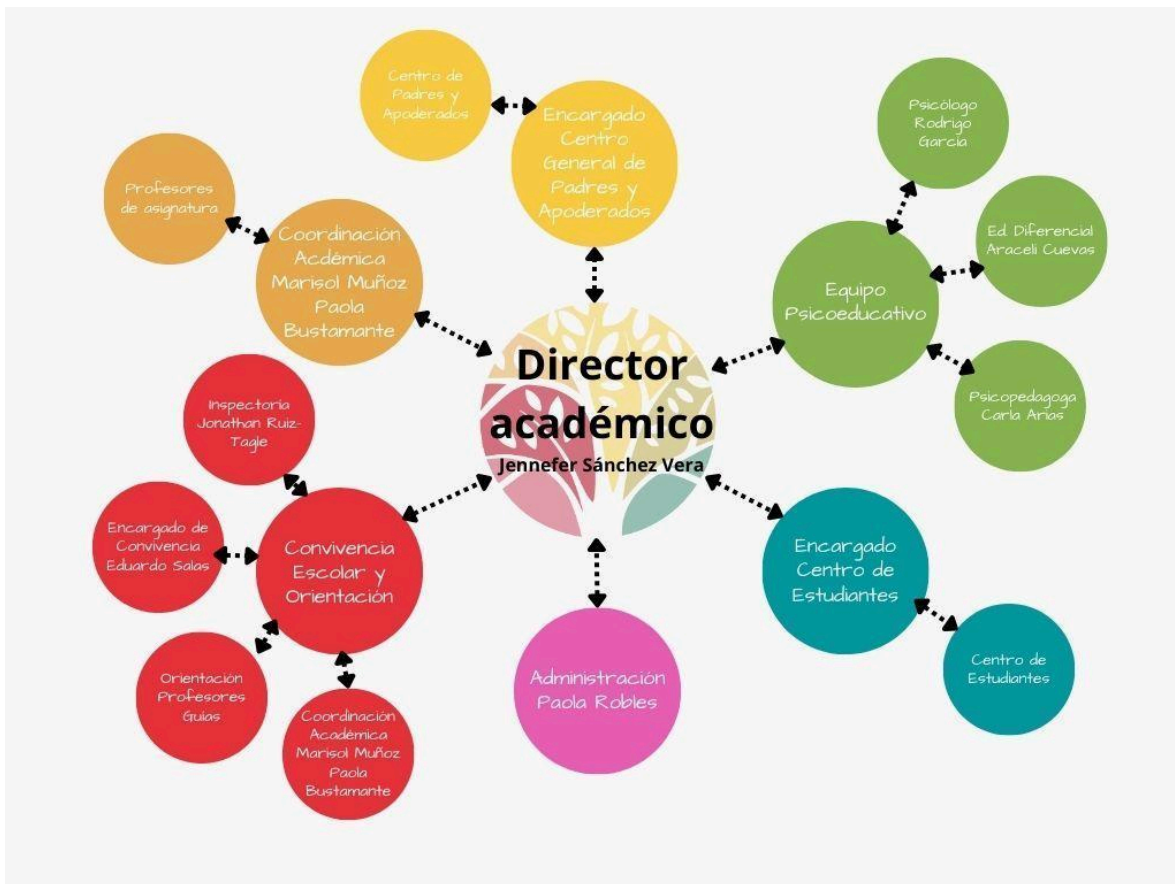 Centro de
Padres y
Apoderados
Encargado
Centro
General de
Padres y
Apoderados
Psicólogo
Rodrigo
García
Profesores
de asignatura
Coordinación
Acdémica
Marisol Muñoz
Paola
Bustamante
Ed. Diferencial
Araceli Cuevas
Equipo
Psicoeducativo
Psicopedagoga
Carla Arias
Director
académico
Jennefer Sánchez Vera
Inspectoría
Jonathan Ruiz-
Tagle
Encargado de
Convivencia
Eduardo Salas
Convivencia
Escolar y
Orientación
Orientación
Profesores
Guías
Coordinación
Académica
Marisol Muñoz
Paola
Bustamante
Administración
Paola Robles
Encargado
Centro de
Estudiantes
Centro de
Estudiantes